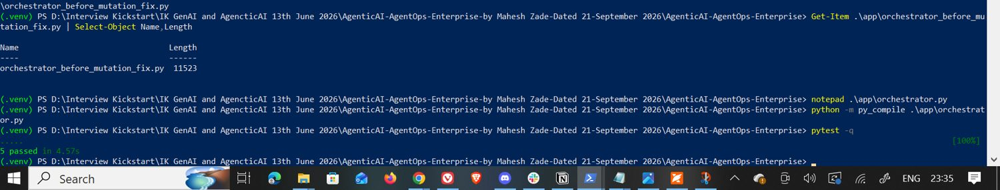 \orchestrator_before_mutation_fix.py
(.venv) PS D:\Interview Kickstart\IK GenAI and AgencticAI 13th June 2026\AgenticAI-AgentOps-Enterprise-by Mahesh Zade-Dated 21-September 2026\AgenticAI-AgentOps-Enterprise> Get-Item .\app\orchestrator_before_mu
tation_fix.py | Select-Object Name,Length
Name                              Length
----                              ------
orchestrator_before_mutation_fix.py  11523
(.venv) PS D:\Interview Kickstart\IK GenAI and AgencticAI 13th June 2026\AgenticAI-AgentOps-Enterprise-by Mahesh Zade-Dated 21-September 2026\AgenticAI-AgentOps-Enterprise> notepad .\app\orchestrator.py
(.venv) PS D:\Interview Kickstart\IK GenAI and AgencticAI 13th June 2026\AgenticAI-AgentOps-Enterprise-by Mahesh Zade-Dated 21-September 2026\AgenticAI-AgentOps-Enterprise> python -m py_compile .\app\orchestrat
or.py
(.venv) PS D:\Interview Kickstart\IK GenAI and AgencticAI 13th June 2026\AgenticAI-AgentOps-Enterprise-by Mahesh Zade-Dated 21-September 2026\AgenticAI-AgentOps-Enterprise> pytest -q
..... [100%]
5 passed in 4.57s
(.venv) PS D:\Interview Kickstart\IK GenAI and AgencticAI 13th June 2026\AgenticAI-AgentOps-Enterprise-by Mahesh Zade-Dated 21-September 2026\AgenticAI-AgentOps-Enterprise>
Search ENG 23:35